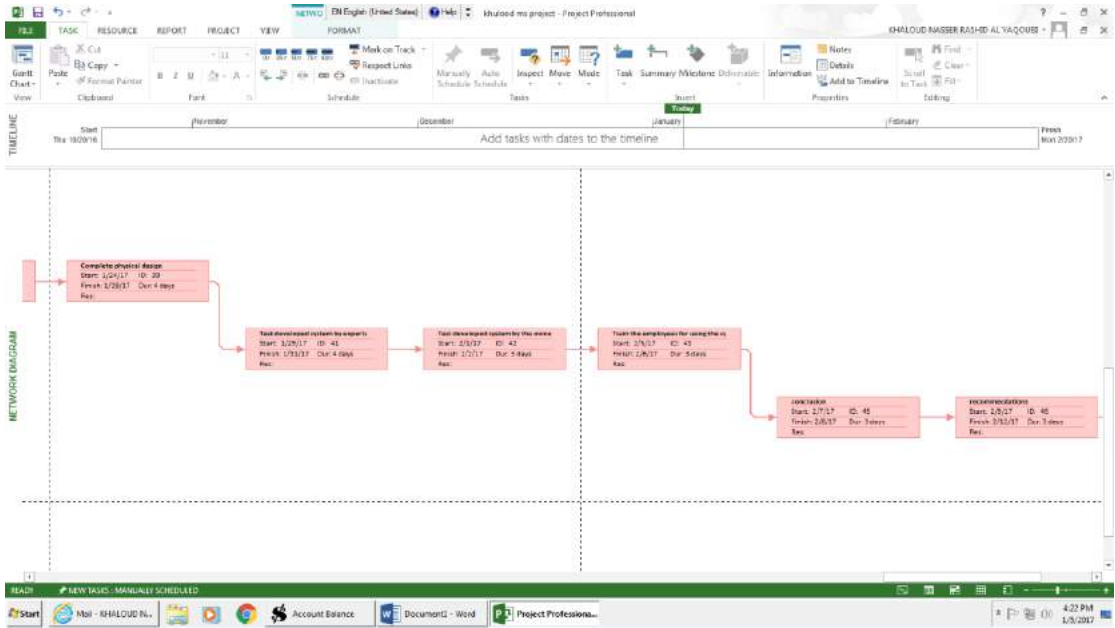 NETWO
EN English (United States)
Help
khulood ms project - Project Professional
FILE TASK RESOURCE REPORT PROJECT VIEW FORMAT
KHALOUD NASSER RASHID AL YAQOUBI
Gantt Chart
Paste
Cut
Copy
Format Painter
11
B I U
Mark on Track
Respect Links
Inactivate
Manually Schedule
Auto Schedule
Inspect
Move
Mode
Task
Summary
Milestone
Deliverable
Information
Notes
Details
Add to Timeline
Scroll to Task
Find
Clear
Fill
View
Clipboard
Font
Schedule
Tasks
Insert
Properties
Editing
TIMELINE
Today
November
December
January
February
Start
Thu 10/20/16
Add tasks with dates to the timeline
Finish
Mon 2/20/17
NETWORK DIAGRAM
Complete physical design
Start: 1/24/17 ID: 39
Finish: 1/28/17 Dur: 4 days
Res:
Test developed system by experts
Start: 1/29/17 ID: 41
Finish: 1/31/17 Dur: 4 days
Res:
Test developed system by the
Start: 2/1/17 ID: 42
Finish: 2/2/17 Dur: 3 days
Res:
Train the employees for using the
Start: 2/5/17 ID: 43
Finish: 2/6/17 Dur: 3 days
Res:
conclusion
Start: 2/7/17 ID: 45
Finish: 2/8/17 Dur: 3 days
Res:
recommendations
ID: 46
Finish: 2/12/17 Dur: 3 days
Res:
READY
NEW TASKS : MANUALLY SCHEDULED
Start
Mail - KHALOUD N...
Account Balance
Document1 - Word
Project Professiona...
4:22 PM
1/5/2017